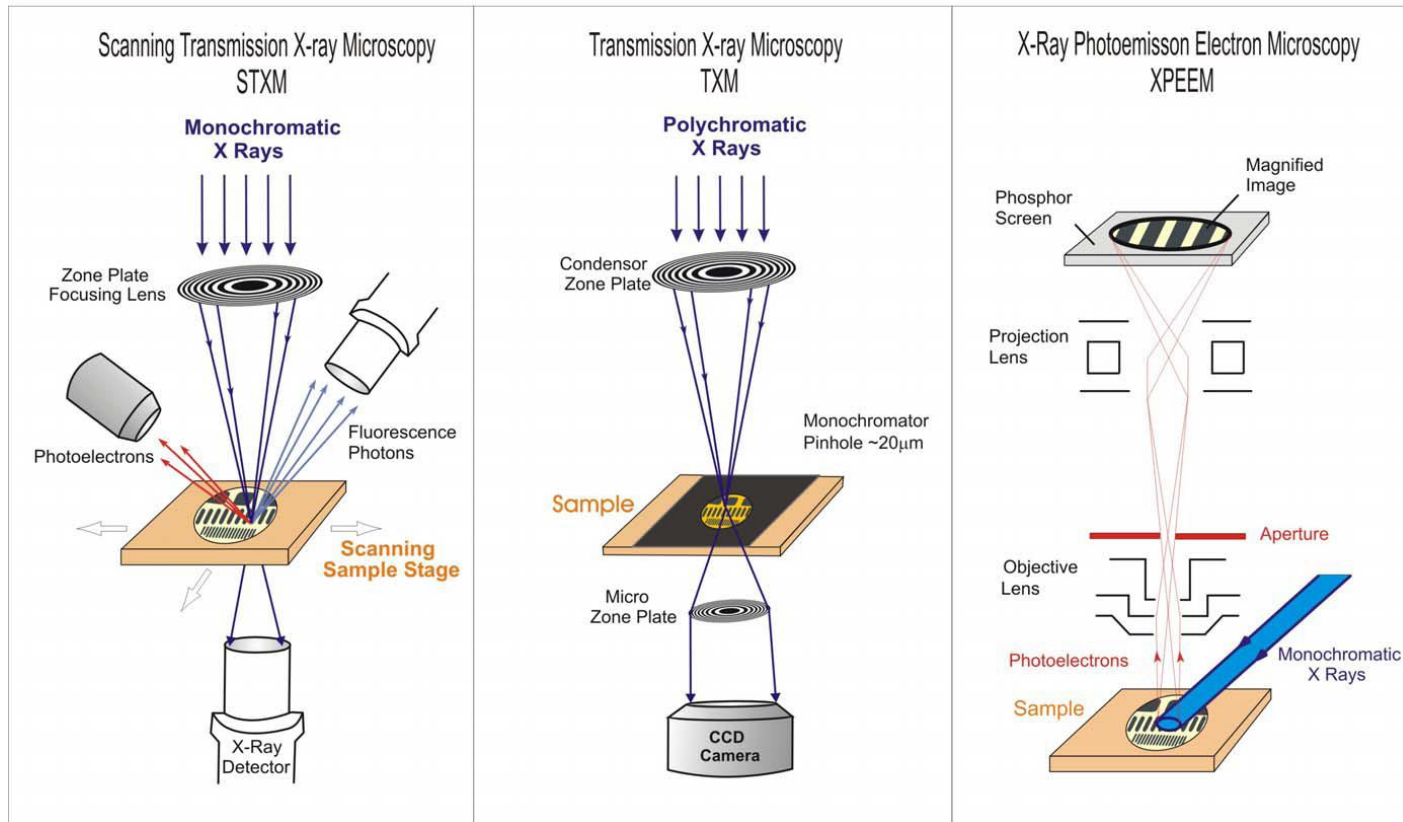 Scanning Transmission X-ray Microscopy
STXM
Monochromatic
X Rays
Zone Plate
Focusing Lens
Photoelectrons
Fluorescence
Photons
Scanning
Sample Stage
X-Ray
Detector
Transmission X-ray Microscopy
TXM
Polychromatic
X Rays
Condensor
Zone Plate
Monochromator
Pinhole ~20μm
Sample
Micro
Zone Plate
CCD
Camera
X-Ray Photoemisson Electron Microscopy
XPEEM
Magnified
Image
Phosphor
Screen
Projection
Lens
Aperture
Objective
Lens
Photoelectrons
Monochromatic
X Rays
Sample